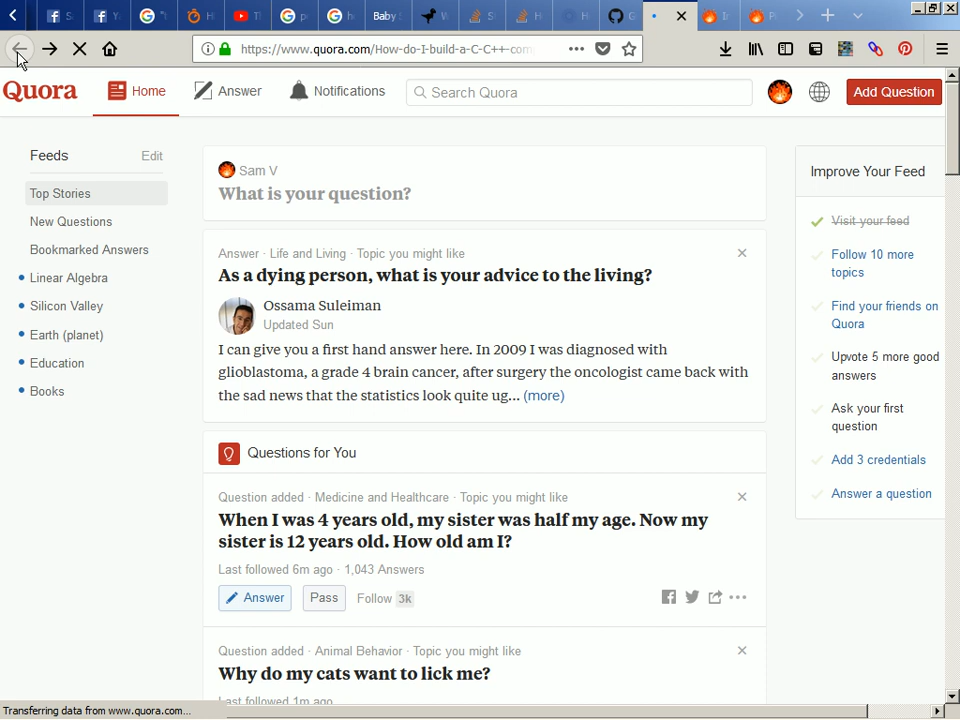 S
Y
T
H
T
p
h
Baby
S
H
H
G
I
P
https://www.quora.com/How-do-I-build-a-C-C++-com
Quora
Home
Answer
Notifications
Search Quora
Add Question
Feeds
Edit
Top Stories
New Questions
Bookmarked Answers
Linear Algebra
Silicon Valley
Earth (planet)
Education
Books
Sam V
What is your question?
Answer · Life and Living · Topic you might like
As a dying person, what is your advice to the living?
Ossama Suleiman
Updated Sun
I can give you a first hand answer here. In 2009 I was diagnosed with
glioblastoma, a grade 4 brain cancer, after surgery the oncologist came back with
the sad news that the statistics look quite ug... (more)
Questions for You
Question added · Medicine and Healthcare · Topic you might like
When I was 4 years old, my sister was half my age. Now my
sister is 12 years old. How old am I?
Last followed 6m ago · 1,043 Answers
Answer
Pass
Follow 3k
Question added · Animal Behavior · Topic you might like
Why do my cats want to lick me?
Last followed 1m ago
Improve Your Feed
Visit your feed
Follow 10 more
topics
Find your friends on
Quora
Upvote 5 more good
answers
Ask your first
question
Add 3 credentials
Answer a question
Transferring data from www.quora.com...